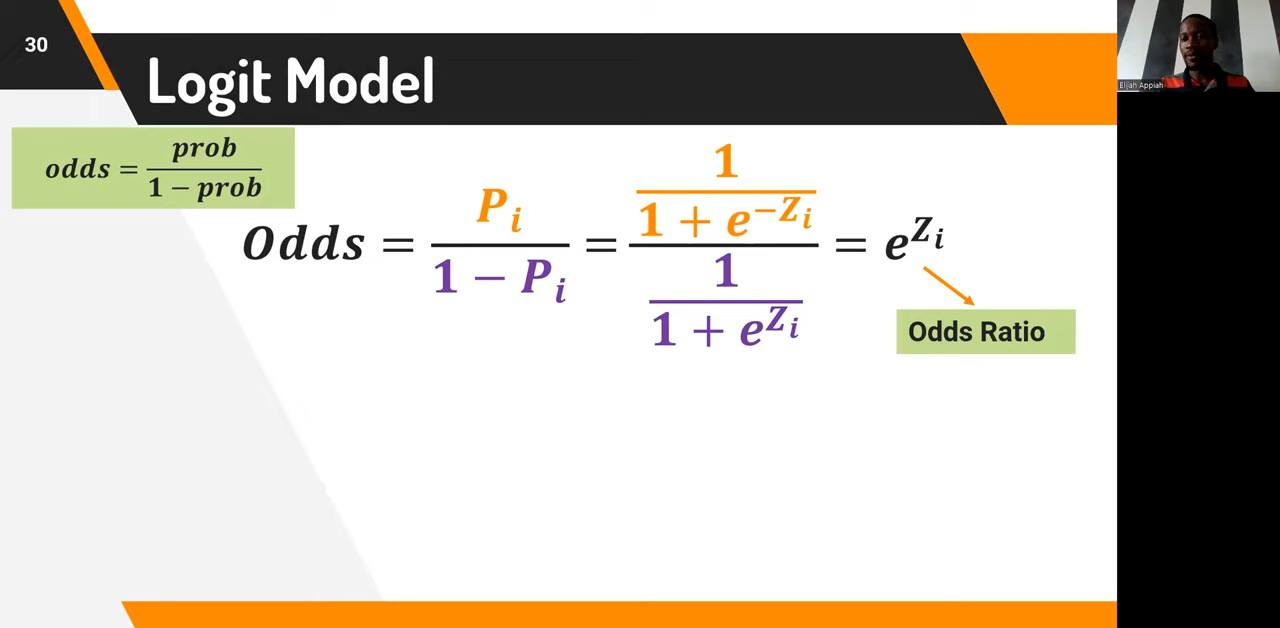 30
Logit Model
Elijah Appiah
odds = prob / 1 − prob
Odds = P_i / 1 − P_i = 1 / 1 + e^{−Z_i} / 1 / 1 + e^{Z_i} = e^{Z_i}
Odds Ratio